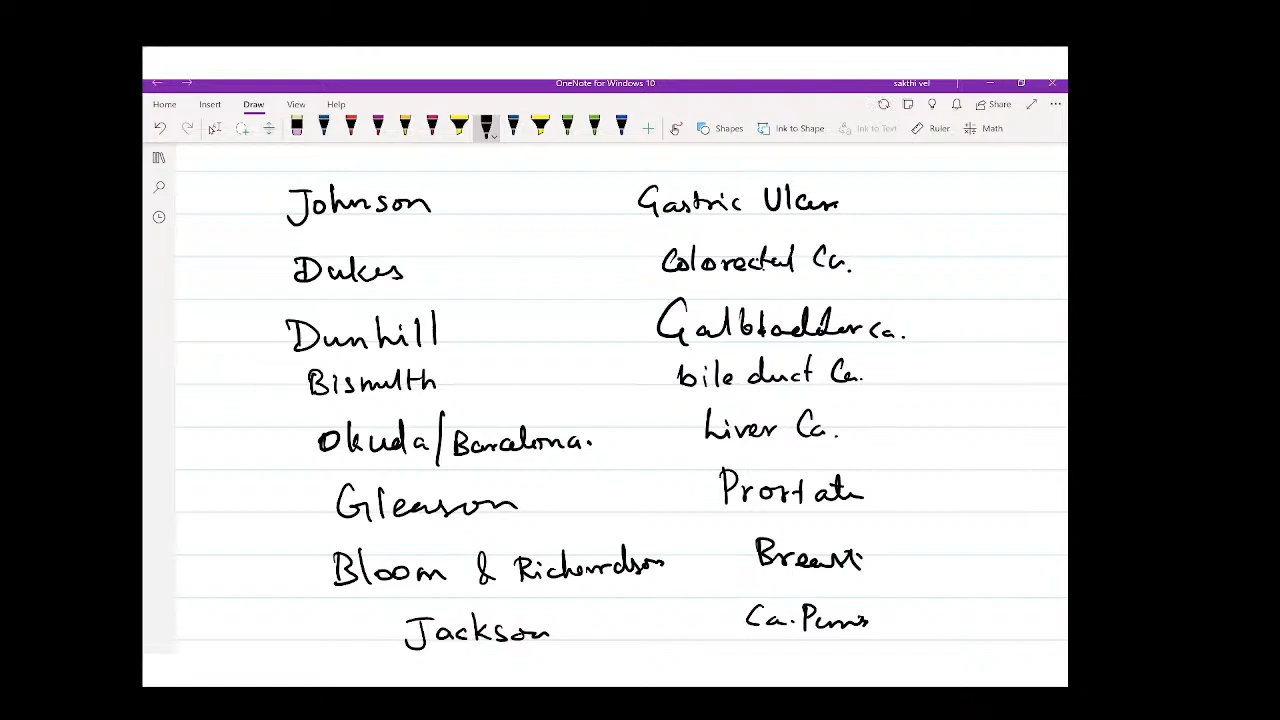 OneNote for Windows 10 sakthi vel
Home Insert Draw View Help Share
Shapes Ink to Shape Ink to Text Ruler Math
Johnson Gastric Ulcer
Dukes Colorectal Ca.
Dunhill Gallbladder Ca.
Bismulth bile duct Ca.
Okuda/Barcelona. Liver Ca.
Gleason Prostate
Bloom & Richardson Breast
Jackson Ca. Penis